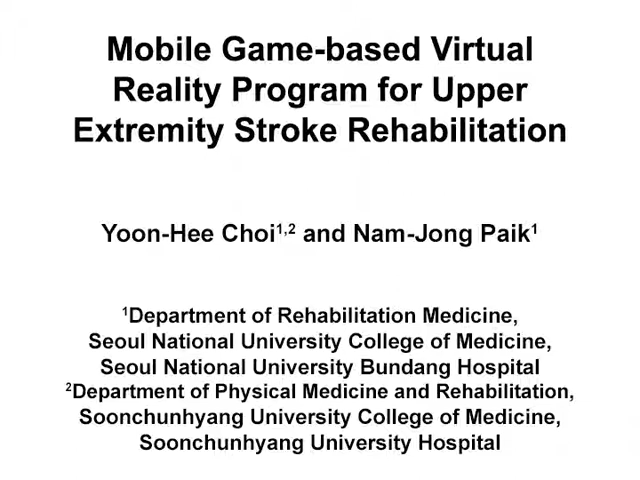 Mobile Game-based Virtual
Reality Program for Upper
Extremity Stroke Rehabilitation
Yoon-Hee Choi¹,² and Nam-Jong Paik¹
¹Department of Rehabilitation Medicine,
Seoul National University College of Medicine,
Seoul National University Bundang Hospital
²Department of Physical Medicine and Rehabilitation,
Soonchunhyang University College of Medicine,
Soonchunhyang University Hospital